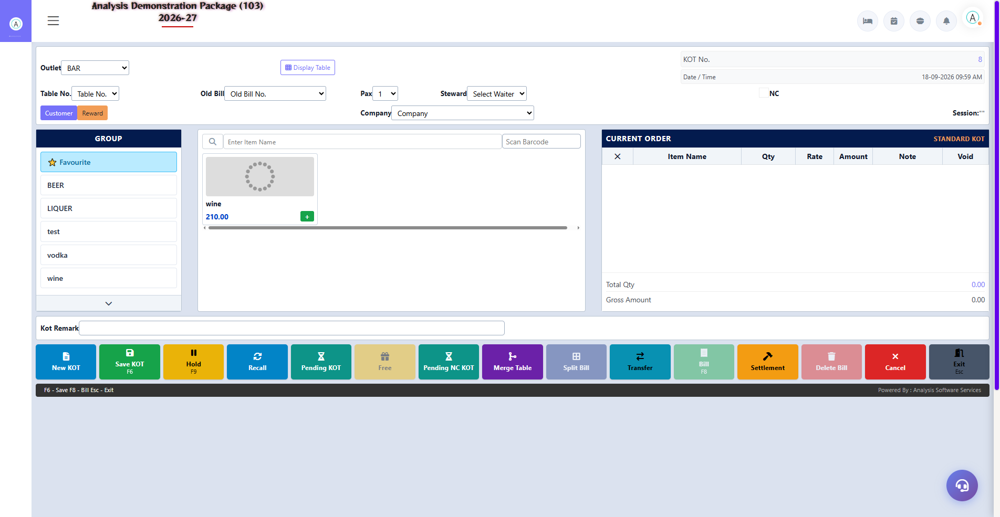 Analysis Demonstration Package (103)
2026-27
A
A
Outlet BAR
Display Table
KOT No. 8
Date / Time 18-09-2026 09:59 AM
Table No. Table No.
Old Bill Old Bill No.
Pax 1
Steward Select Waiter
NC
Customer Reward
Company Company
Session:""
GROUP
Favourite
BEER
LIQUER
test
vodka
wine
Enter Item Name
Scan Barcode
wine
210.00
+
CURRENT ORDER STANDARD KOT
Item Name Qty Rate Amount Note Void
Total Qty 0.00
Gross Amount 0.00
Kot Remark
New KOT
Save KOT
F6
Hold
F9
Recall
Pending KOT
Free
Pending NC KOT
Merge Table
Split Bill
Transfer
Bill
F8
Settlement
Delete Bill
Cancel
Exit
Esc
F6 - Save F8 - Bill Esc - Exit
Powered By : Analysis Software Services